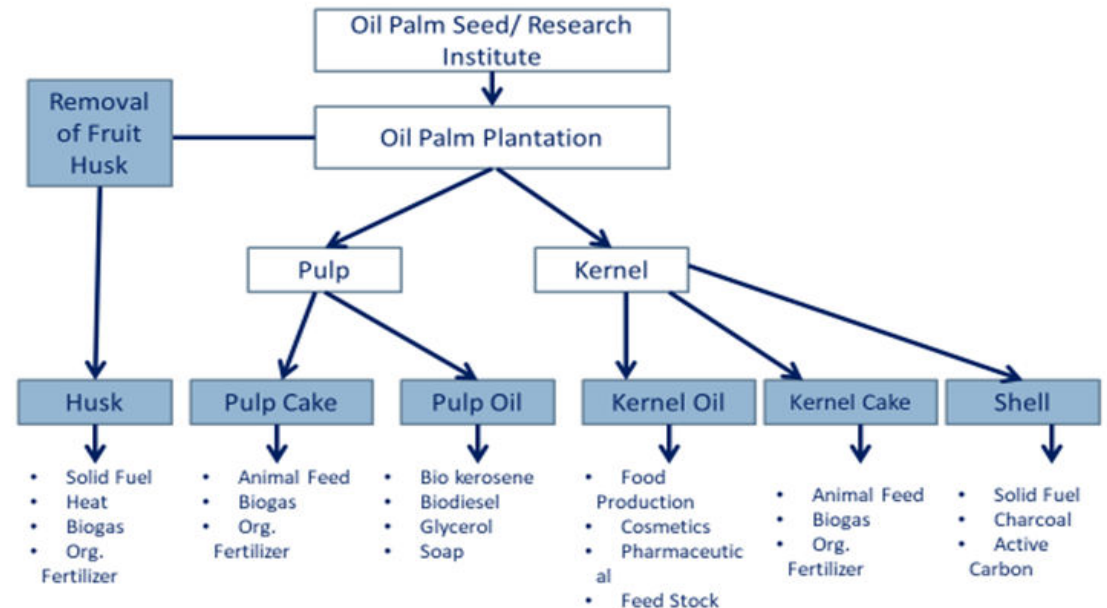 Oil Palm Seed/ Research
Institute
Removal
of Fruit
Husk
Oil Palm Plantation
Pulp
Kernel
Husk
Pulp Cake
Pulp Oil
Kernel Oil
Kernel Cake
Shell
• Solid Fuel
• Heat
• Biogas
• Org.
Fertilizer
• Animal Feed
• Biogas
• Org.
Fertilizer
• Bio kerosene
• Biodiesel
• Glycerol
• Soap
• Food
Production
• Cosmetics
• Pharmaceutic
al
• Feed Stock
• Animal Feed
• Biogas
• Org.
Fertilizer
• Solid Fuel
• Charcoal
• Active
Carbon